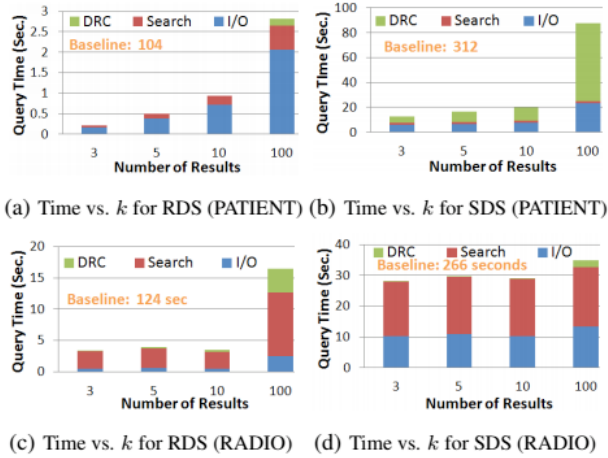 DRC Search I/O
Baseline: 104
Query Time (Sec.)
3
2.5
2
1.5
1
0.5
0
3 5 10 100
Number of Results
DRC Search I/O
Baseline: 312
Query Time (Sec.)
100
80
60
40
20
0
3 5 10 100
Number of Results
(a) Time vs. k for RDS (PATIENT) (b) Time vs. k for SDS (PATIENT)
DRC Search I/O
Baseline: 124 sec
Query Time (Sec.)
20
15
10
5
0
3 5 10 100
Number of Results
DRC Search I/O
Baseline: 266 seconds
Query Time (Sec.)
40
30
20
10
0
3 5 10 100
Number of Results
(c) Time vs. k for RDS (RADIO) (d) Time vs. k for SDS (RADIO)